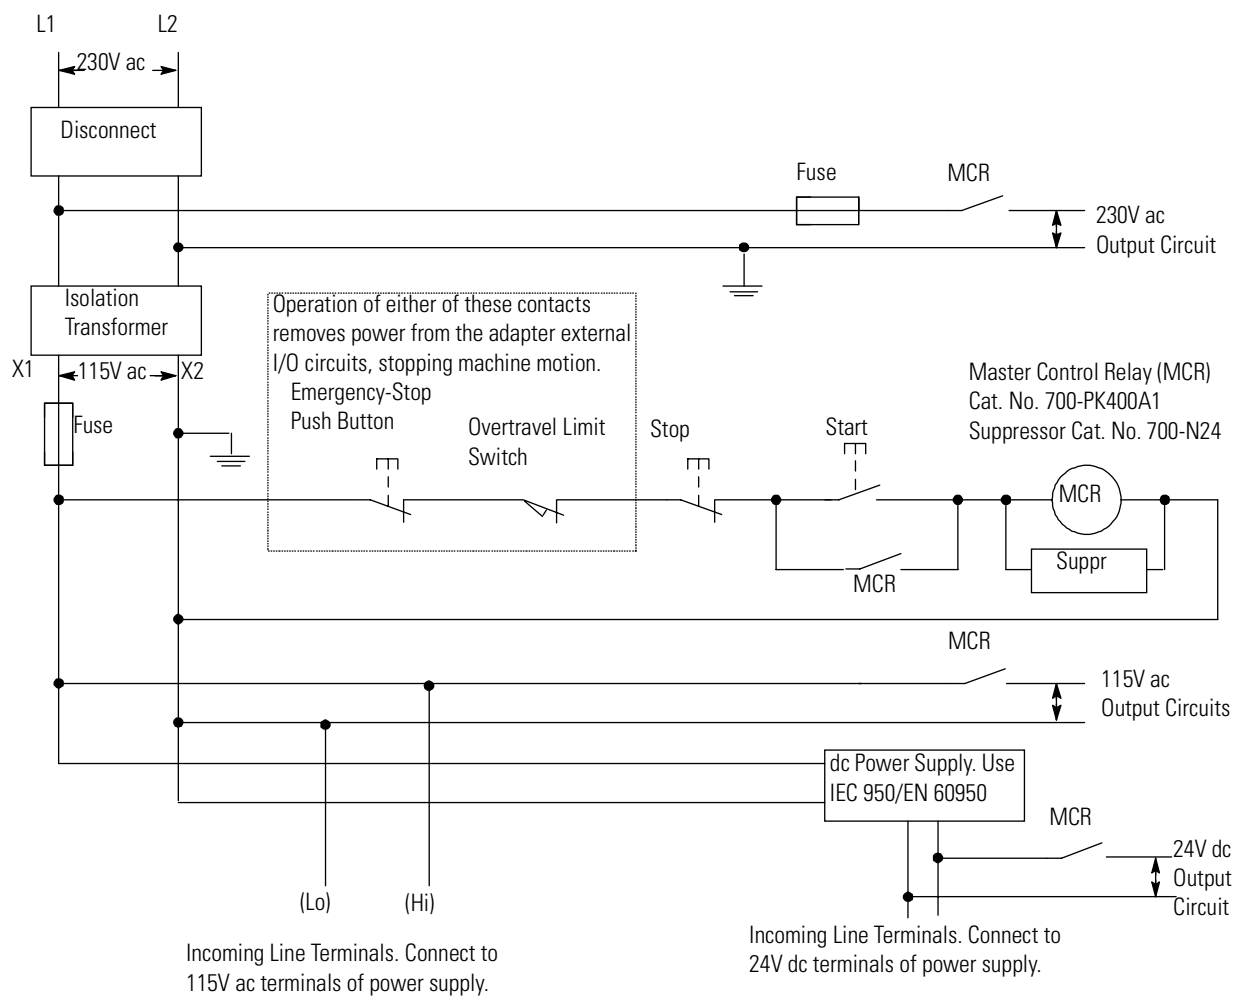 L1
L2
230V ac
Disconnect
Fuse
MCR
230V ac
Output Circuit
Isolation
Transformer
X1
115V ac
X2
Fuse
Operation of either of these contacts
removes power from the adapter external
I/O circuits, stopping machine motion.
Emergency-Stop
Push Button
Overtravel Limit
Switch
Stop
Start
Master Control Relay (MCR)
Cat. No. 700-PK400A1
Suppressor Cat. No. 700-N24
MCR
Suppr
MCR
MCR
115V ac
Output Circuits
dc Power Supply. Use
IEC 950/EN 60950
MCR
24V dc
Output
Circuit
(Lo)
(Hi)
Incoming Line Terminals. Connect to
115V ac terminals of power supply.
Incoming Line Terminals. Connect to
24V dc terminals of power supply.